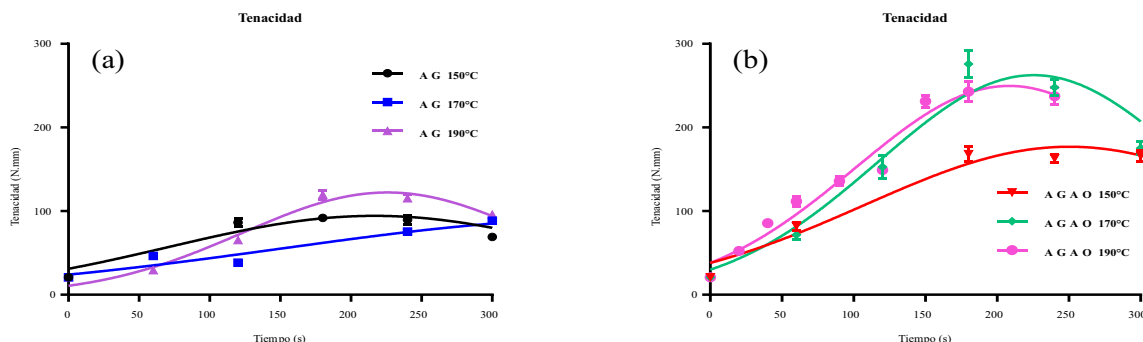 Tenacidad
300
(a)
A G 150°C
A G 170°C
A G 190°C
200
Tenacidad (N.mm)
100
0
0 50 100 150 200 250 300
Tiempo (s)
Tenacidad
300
(b)
200
Tenacidad (N.mm)
A G A O 150°C
A G A O 170°C
A G A O 190°C
100
0
0 50 100 150 200 250 300
Tiempo (s)